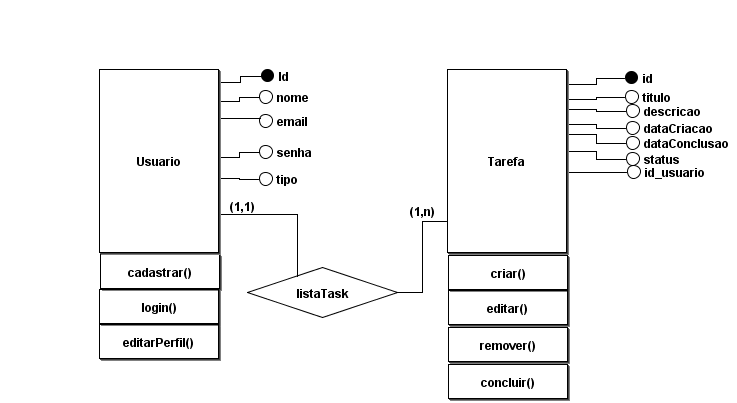 Usuario
Id
nome
email
senha
tipo
(1,1)
cadastrar()
login()
editarPerfil()
listaTask
(1,n)
Tarefa
id
titulo
descricao
dataCriacao
dataConclusao
status
id_usuario
criar()
editar()
remover()
concluir()